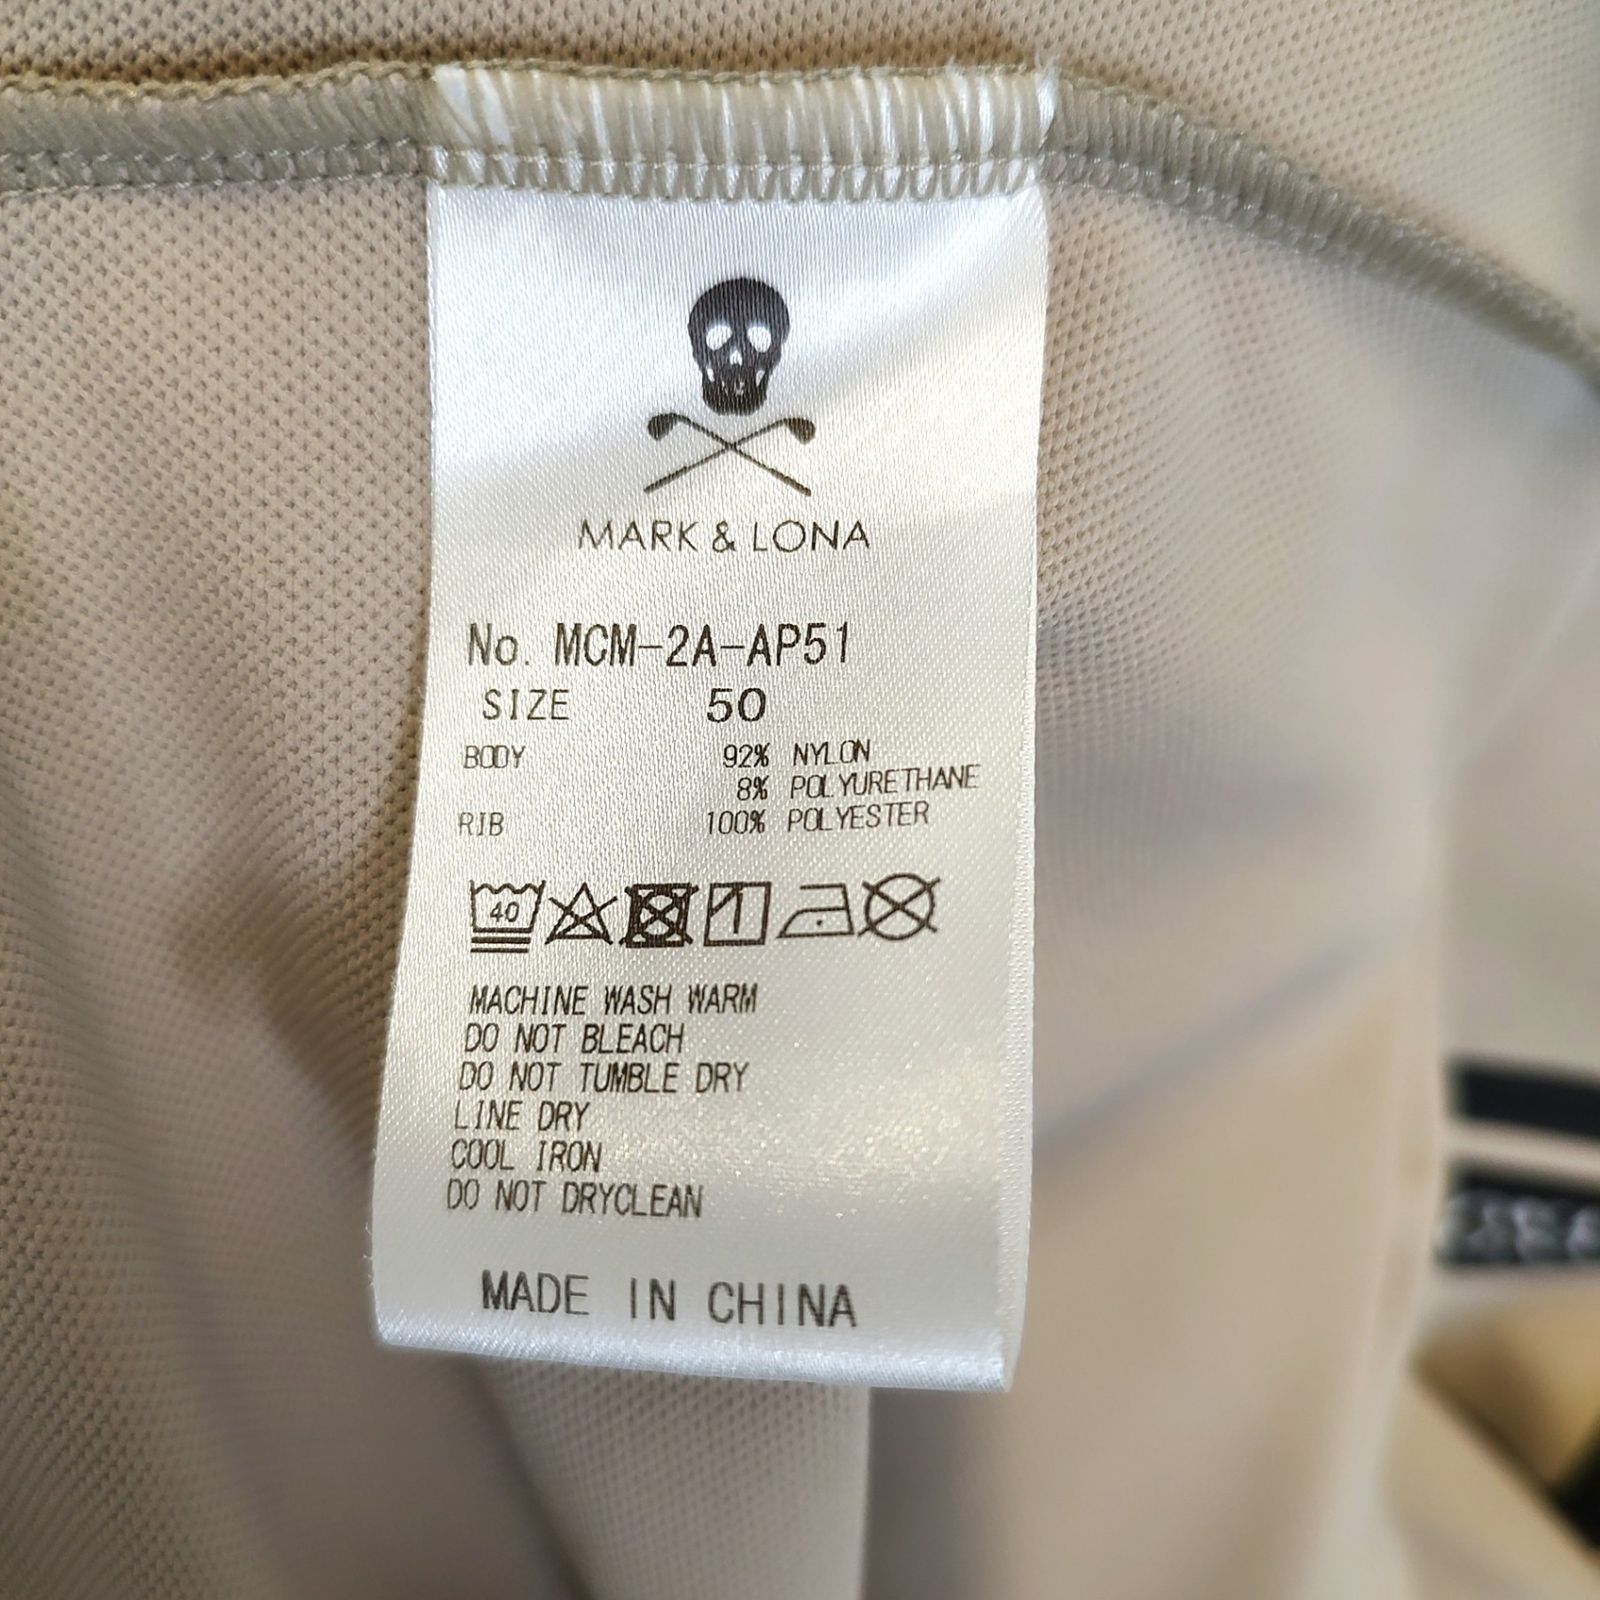 MARK & LONA
No. MCM-2A-AP51
SIZE 50
BODY 92% NYLON
8% POLYURETHANE
RIB 100% POLYESTER
40
MACHINE WASH WARM
DO NOT BLEACH
DO NOT TUMBLE DRY
LINE DRY
COOL IRON
DO NOT DRYCLEAN
MADE IN CHINA